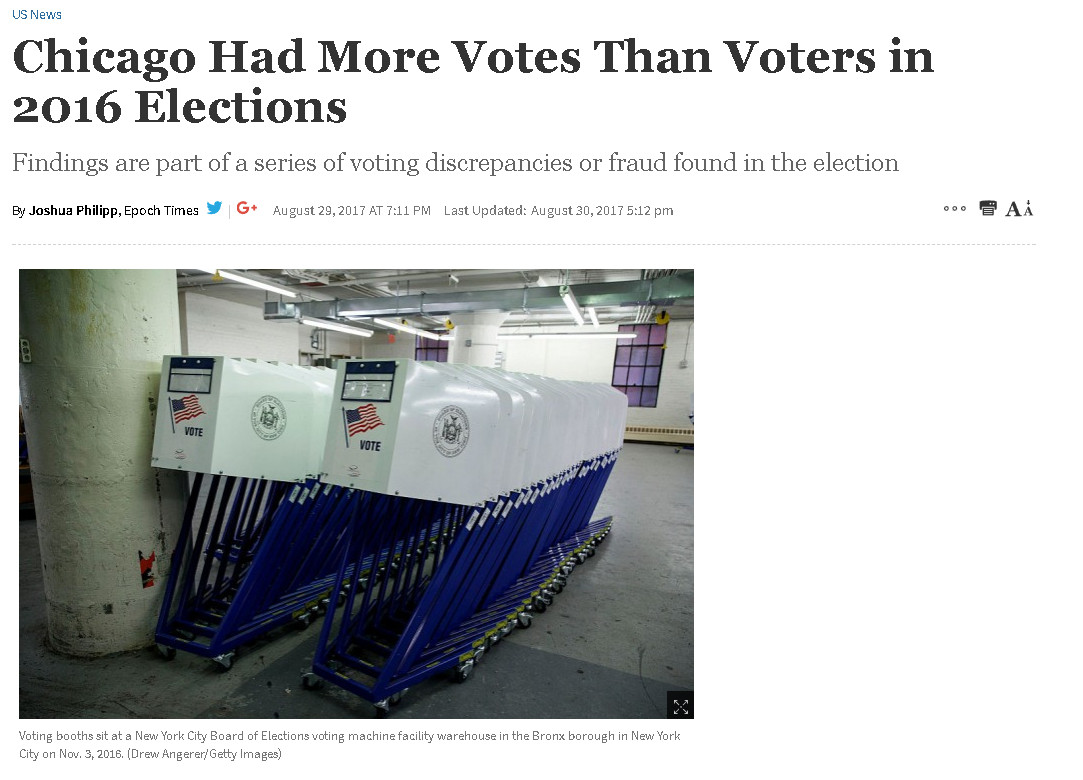 US News
Chicago Had More Votes Than Voters in
2016 Elections
Findings are part of a series of voting discrepancies or fraud found in the election
By Joshua Philipp, Epoch Times G+ August 29, 2017 AT 7:11 PM Last Updated: August 30, 2017 5:12 pm
AA
VOTE
VOTE
Voting booths sit at a New York City Board of Elections voting machine facility warehouse in the Bronx borough in New York
City on Nov. 3, 2016. (Drew Angerer/Getty Images)